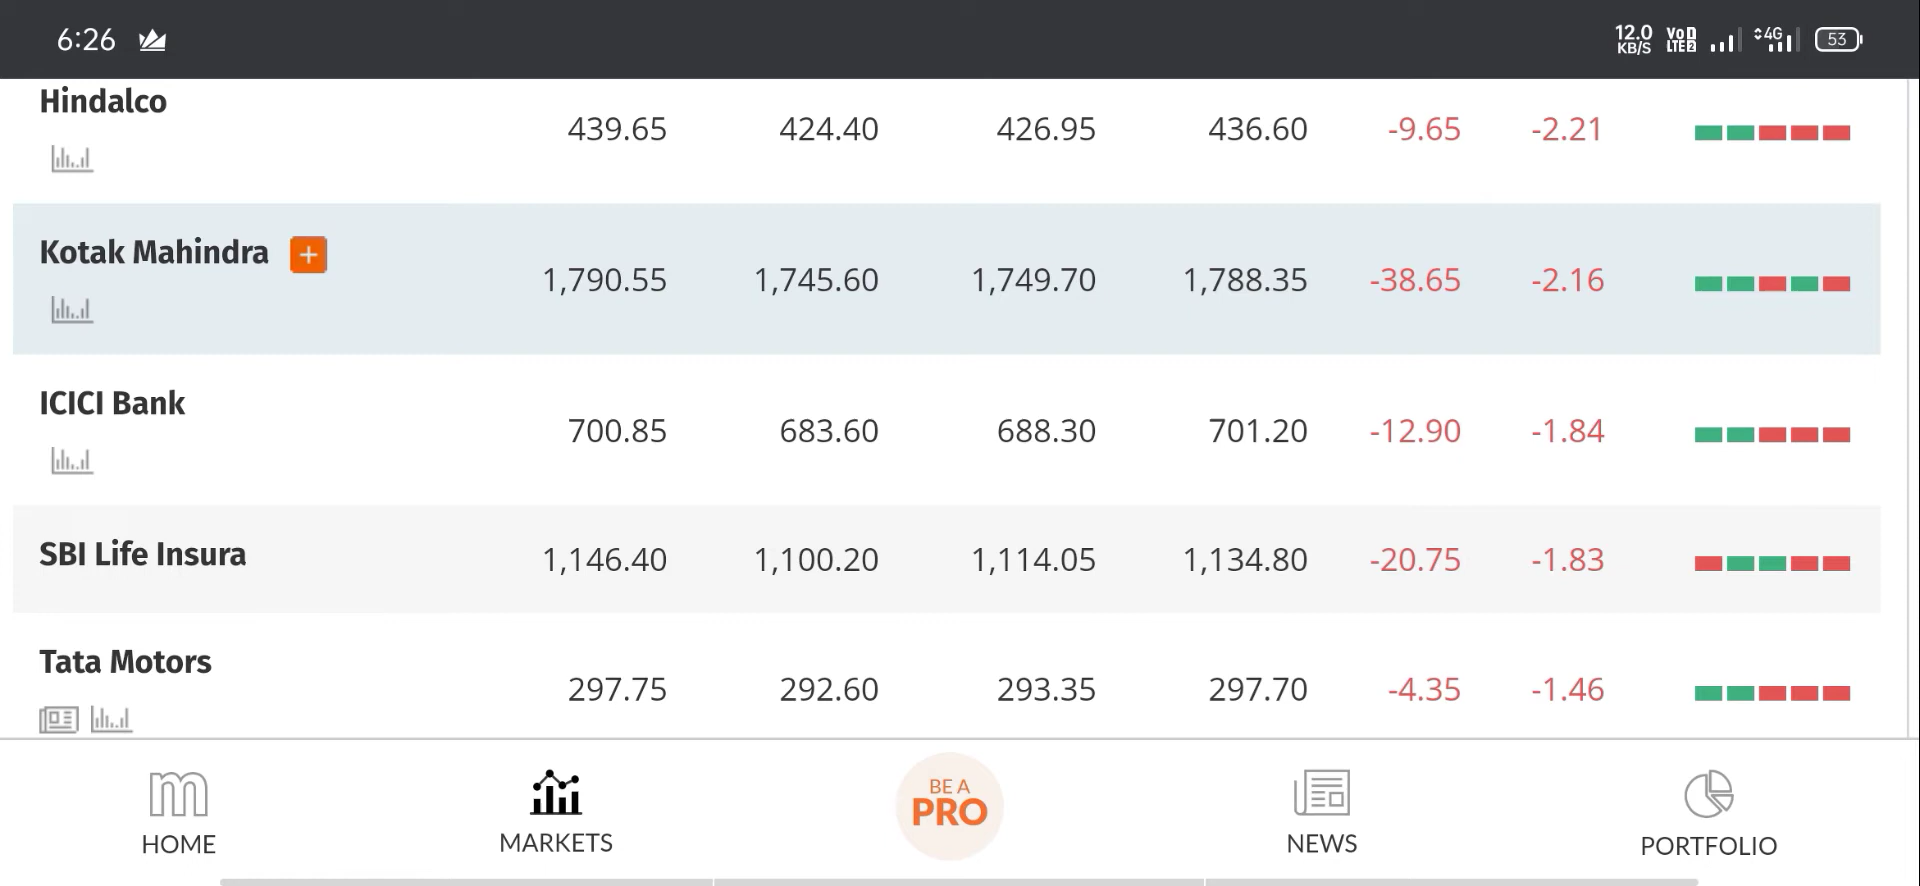 6:26 12.0 KB/S VoD LTE2 4G 53
Hindalco 439.65 424.40 426.95 436.60 -9.65 -2.21
Kotak Mahindra + 1,790.55 1,745.60 1,749.70 1,788.35 -38.65 -2.16
ICICI Bank 700.85 683.60 688.30 701.20 -12.90 -1.84
SBI Life Insura 1,146.40 1,100.20 1,114.05 1,134.80 -20.75 -1.83
Tata Motors 297.75 292.60 293.35 297.70 -4.35 -1.46
m BE A
PRO
HOME MARKETS NEWS PORTFOLIO